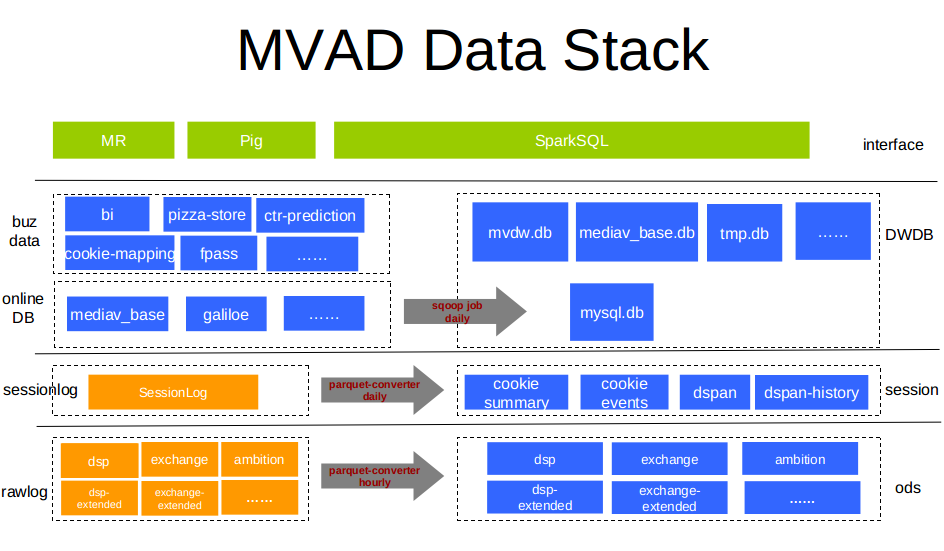 MVAD Data Stack
MR
Pig
SparkSQL
interface
buz
data
bi
pizza-store
ctr-prediction
cookie-mapping
fpass
……
mvdw.db
mediav_base.db
tmp.db
……
DWDB
online
DB
mediav_base
galiloe
……
sqoop job
daily
mysql.db
sessionlog
SessionLog
parquet-converter
daily
cookie
summary
cookie
events
dspan
dspan-history
session
rawlog
dsp
exchange
ambition
dsp-
extended
exchange-
extended
……
parquet-converter
hourly
dsp
exchange
ambition
dsp-
extended
exchange-
extended
……
ods